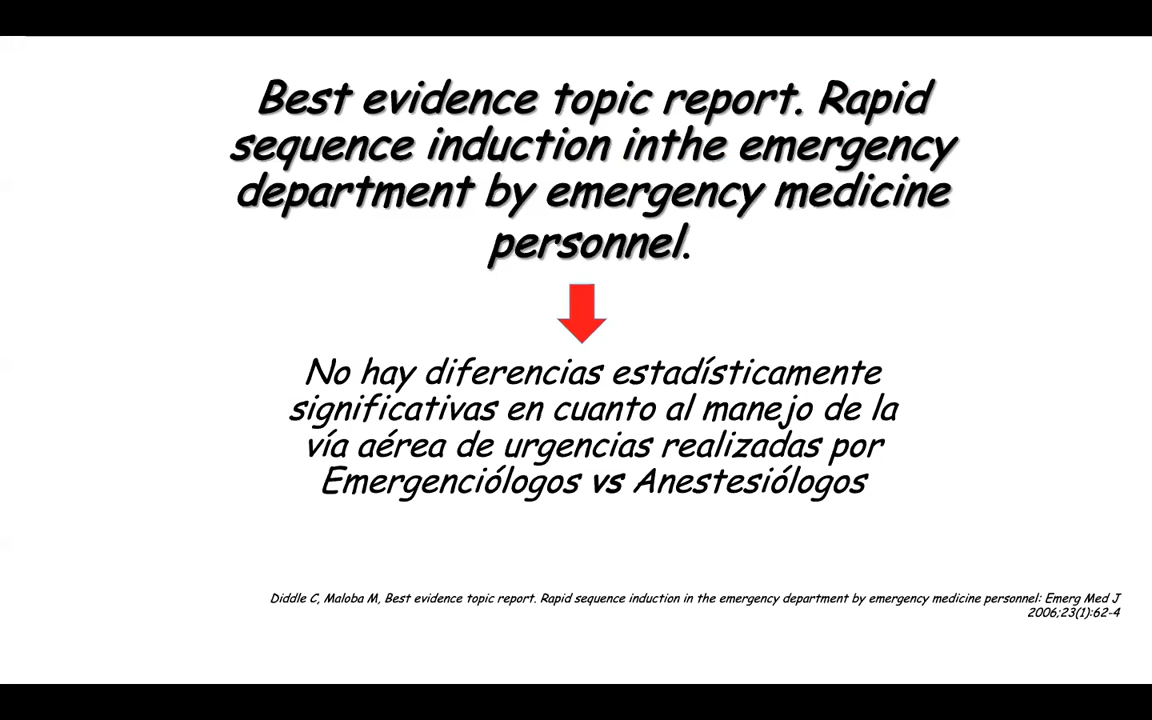 Best evidence topic report. Rapid
sequence induction inthe emergency
department by emergency medicine
personnel.
No hay diferencias estadísticamente
significativas en cuanto al manejo de la
vía aérea de urgencias realizadas por
Emergenciólogos vs Anestesiólogos
Diddle C, Maloba M, Best evidence topic report. Rapid sequence induction in the emergency department by emergency medicine personnel: Emerg Med J
2006;23(1):62-4